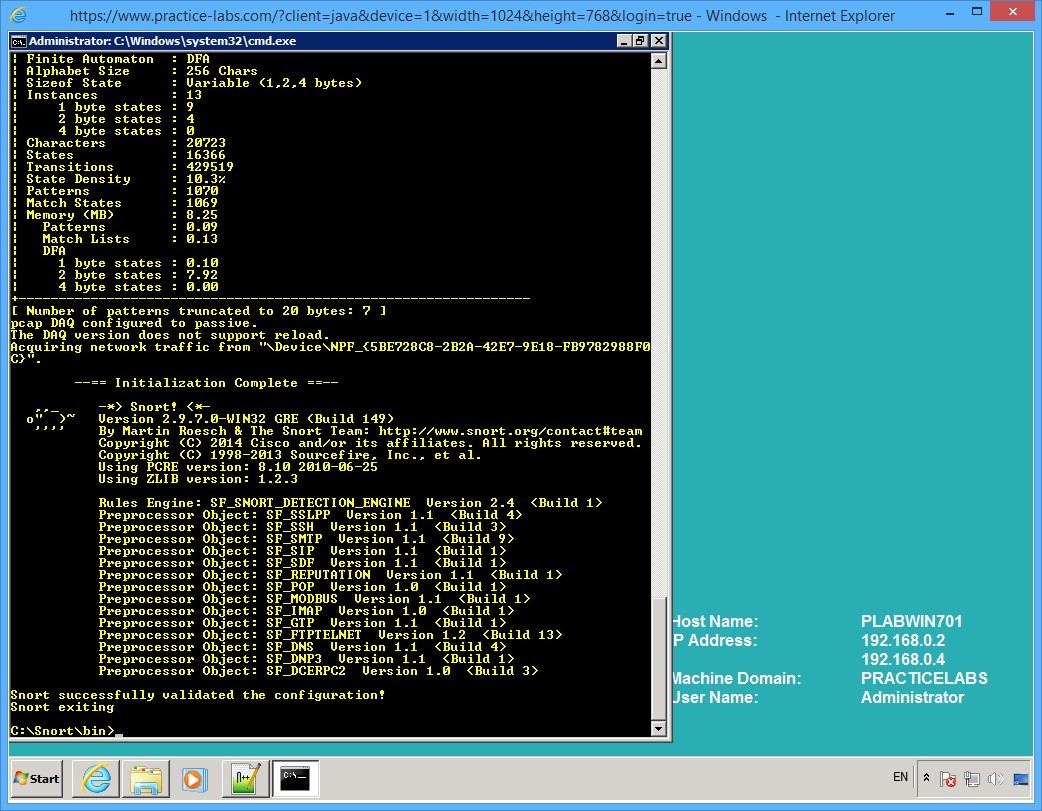 https://www.practice-labs.com/?client=java&device=1&width=1024&height=768&login=true - Windows - Internet Explorer
Administrator: C:\Windows\system32\cmd.exe
| Finite Automaton : DFA
| Alphabet Size : 256 Chars
| Sizeof State : Variable (1,2,4 bytes)
| Instances : 13
| 1 byte states : 9
| 2 byte states : 4
| 4 byte states : 0
| Characters : 20723
| States : 16366
| Transitions : 429519
| State Density : 10.3%
| Patterns : 1070
| Match States : 1069
| Memory (MB) : 8.25
| Patterns : 0.09
| Match Lists : 0.13
| DFA
| 1 byte states : 0.10
| 2 byte states : 7.92
| 4 byte states : 0.00
+----------------------------------------------------------------
[ Number of patterns truncated to 20 bytes: 7 ]
pcap DAQ configured to passive.
The DAQ version does not support reload.
Acquiring network traffic from "\Device\NPF_{5BE728C8-2B2A-42E7-9E18-FB9782988F0
C}".
--== Initialization Complete ==--
,,_ -*> Snort! <*-
o" )~ Version 2.9.7.0-WIN32 GRE (Build 149)
'''' By Martin Roesch & The Snort Team: http://www.snort.org/contact#team
Copyright (C) 2014 Cisco and/or its affiliates. All rights reserved.
Copyright (C) 1998-2013 Sourcefire, Inc., et al.
Using PCRE version: 8.10 2010-06-25
Using ZLIB version: 1.2.3
Rules Engine: SF_SNORT_DETECTION_ENGINE Version 2.4 <Build 1>
Preprocessor Object: SF_SSLPP Version 1.1 <Build 4>
Preprocessor Object: SF_SSH Version 1.1 <Build 3>
Preprocessor Object: SF_SMTP Version 1.1 <Build 9>
Preprocessor Object: SF_SIP Version 1.1 <Build 1>
Preprocessor Object: SF_SDF Version 1.1 <Build 1>
Preprocessor Object: SF_REPUTATION Version 1.1 <Build 1>
Preprocessor Object: SF_POP Version 1.0 <Build 1>
Preprocessor Object: SF_MODBUS Version 1.1 <Build 1>
Preprocessor Object: SF_IMAP Version 1.0 <Build 1>
Preprocessor Object: SF_GTP Version 1.1 <Build 1>
Preprocessor Object: SF_FTPTELNET Version 1.2 <Build 13>
Preprocessor Object: SF_DNS Version 1.1 <Build 4>
Preprocessor Object: SF_DNP3 Version 1.1 <Build 1>
Preprocessor Object: SF_DCERPC2 Version 1.0 <Build 3>
Snort successfully validated the configuration!
Snort exiting
C:\Snort\bin>_
Host Name: PLABWIN701
P Address: 192.168.0.2
192.168.0.4
Machine Domain: PRACTICELABS
User Name: Administrator
Start
EN